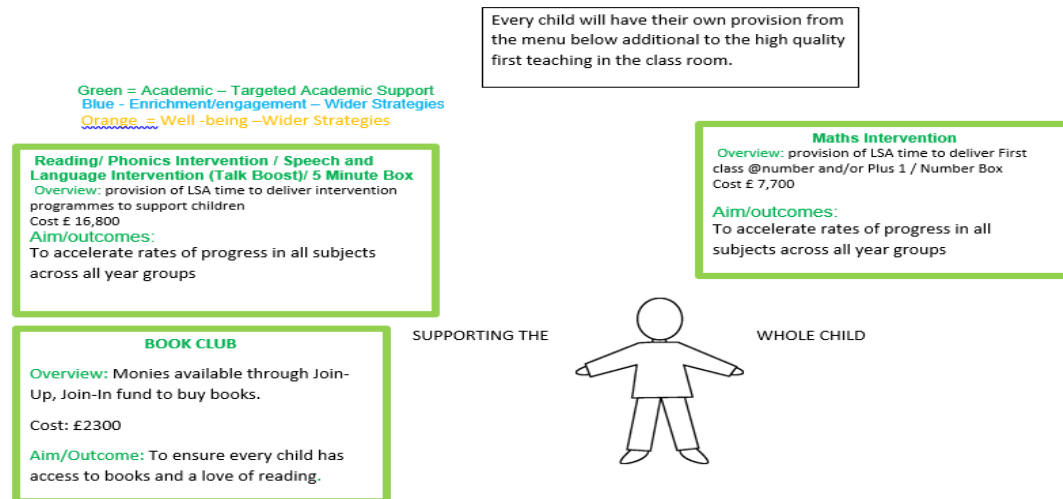 Every child will have their own provision from
the menu below additional to the high quality
first teaching in the class room.
Green = Academic – Targeted Academic Support
Blue - Enrichment/engagement – Wider Strategies
Orange = Well -being –Wider Strategies
Reading/ Phonics Intervention / Speech and
Language Intervention (Talk Boost)/ 5 Minute Box
Overview: provision of LSA time to deliver intervention
programmes to support children
Cost £ 16,800
Aim/outcomes:
To accelerate rates of progress in all subjects
across all year groups
Maths Intervention
Overview: provision of LSA time to deliver First
class @number and/or Plus 1 / Number Box
Cost £ 7,700
Aim/outcomes:
To accelerate rates of progress in all
subjects across all year groups
SUPPORTING THE
WHOLE CHILD
BOOK CLUB
Overview: Monies available through Join-
Up, Join-In fund to buy books.
Cost: £2300
Aim/Outcome: To ensure every child has
access to books and a love of reading.